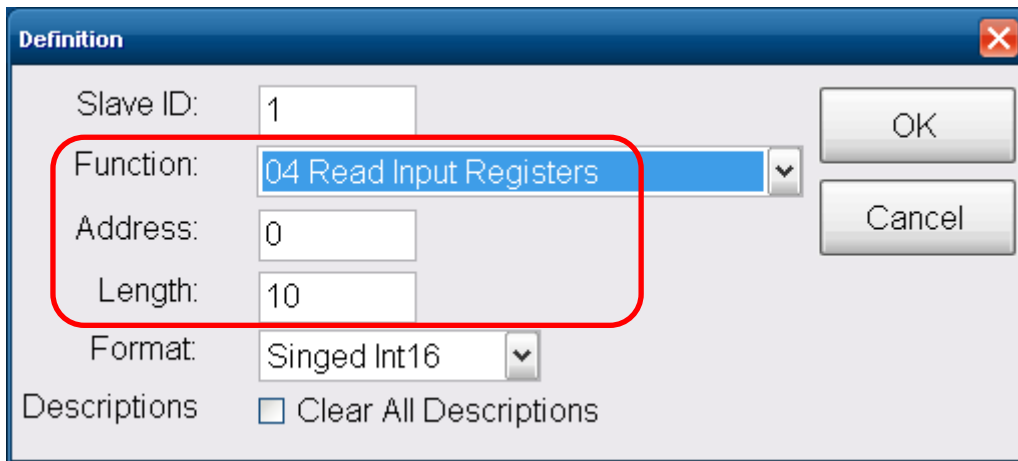 Definition
Slave ID: 1
OK
Function: 04 Read Input Registers
Address: 0
Cancel
Length: 10
Format: Singed Int16
Descriptions Clear All Descriptions